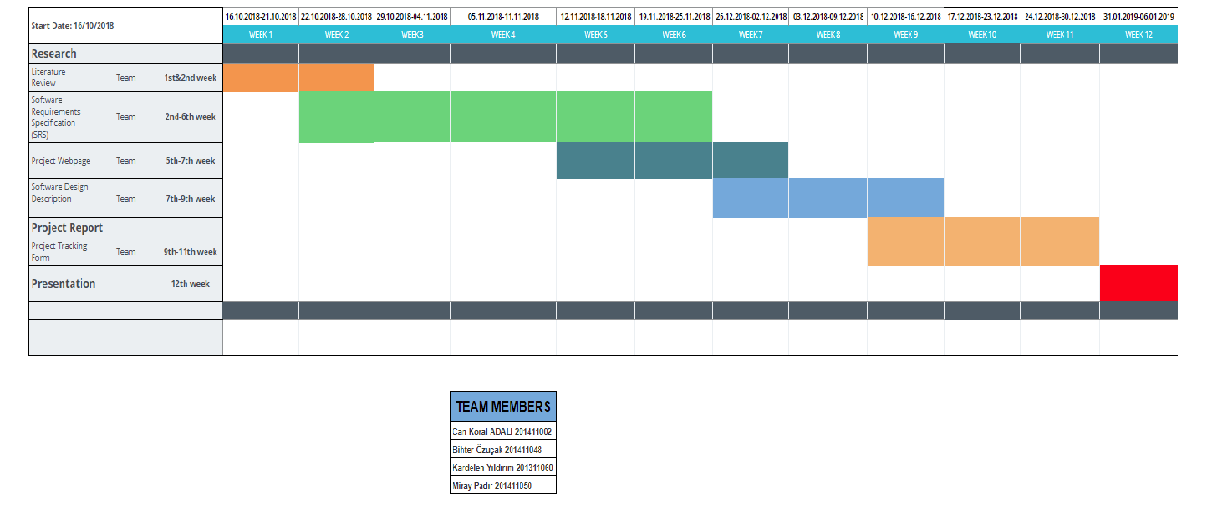 Start Date: 16/10/2018
16.10.2018-21.10.2018 22.10.2018-28.10.2018 29.10.2018-04.11.2018 05.11.2018-11.11.2018 12.11.2018-18.11.2018 19.11.2018-25.11.2018 26.12.2018-02.12.2018 03.12.2018-09.12.2018 10.12.2018-16.12.2018 17.12.2018-23.12.2018 24.12.2018-30.12.2018 31.01.2019-06.01.2019
WEEK 1 WEEK 2 WEEK3 WEEK 4 WEEK 5 WEEK 6 WEEK 7 WEEK 8 WEEK 9 WEEK 10 WEEK 11 WEEK 12
Research
Literature
Review Team 1st&2nd week
Software
Requirements
Specification
(SRS) Team 2nd-6th week
Project Webpage Team 5th-7th week
Software Design
Description Team 7th-9th week
Project Report
Project Tracking
Form Team 9th-11th week
Presentation 12th week
TEAM MEMBERS
Can Koral ADALI 201411002
Bihter Özuçak 201411048
Kardelen Yıldırım 201311060
Miray Padır 201411050